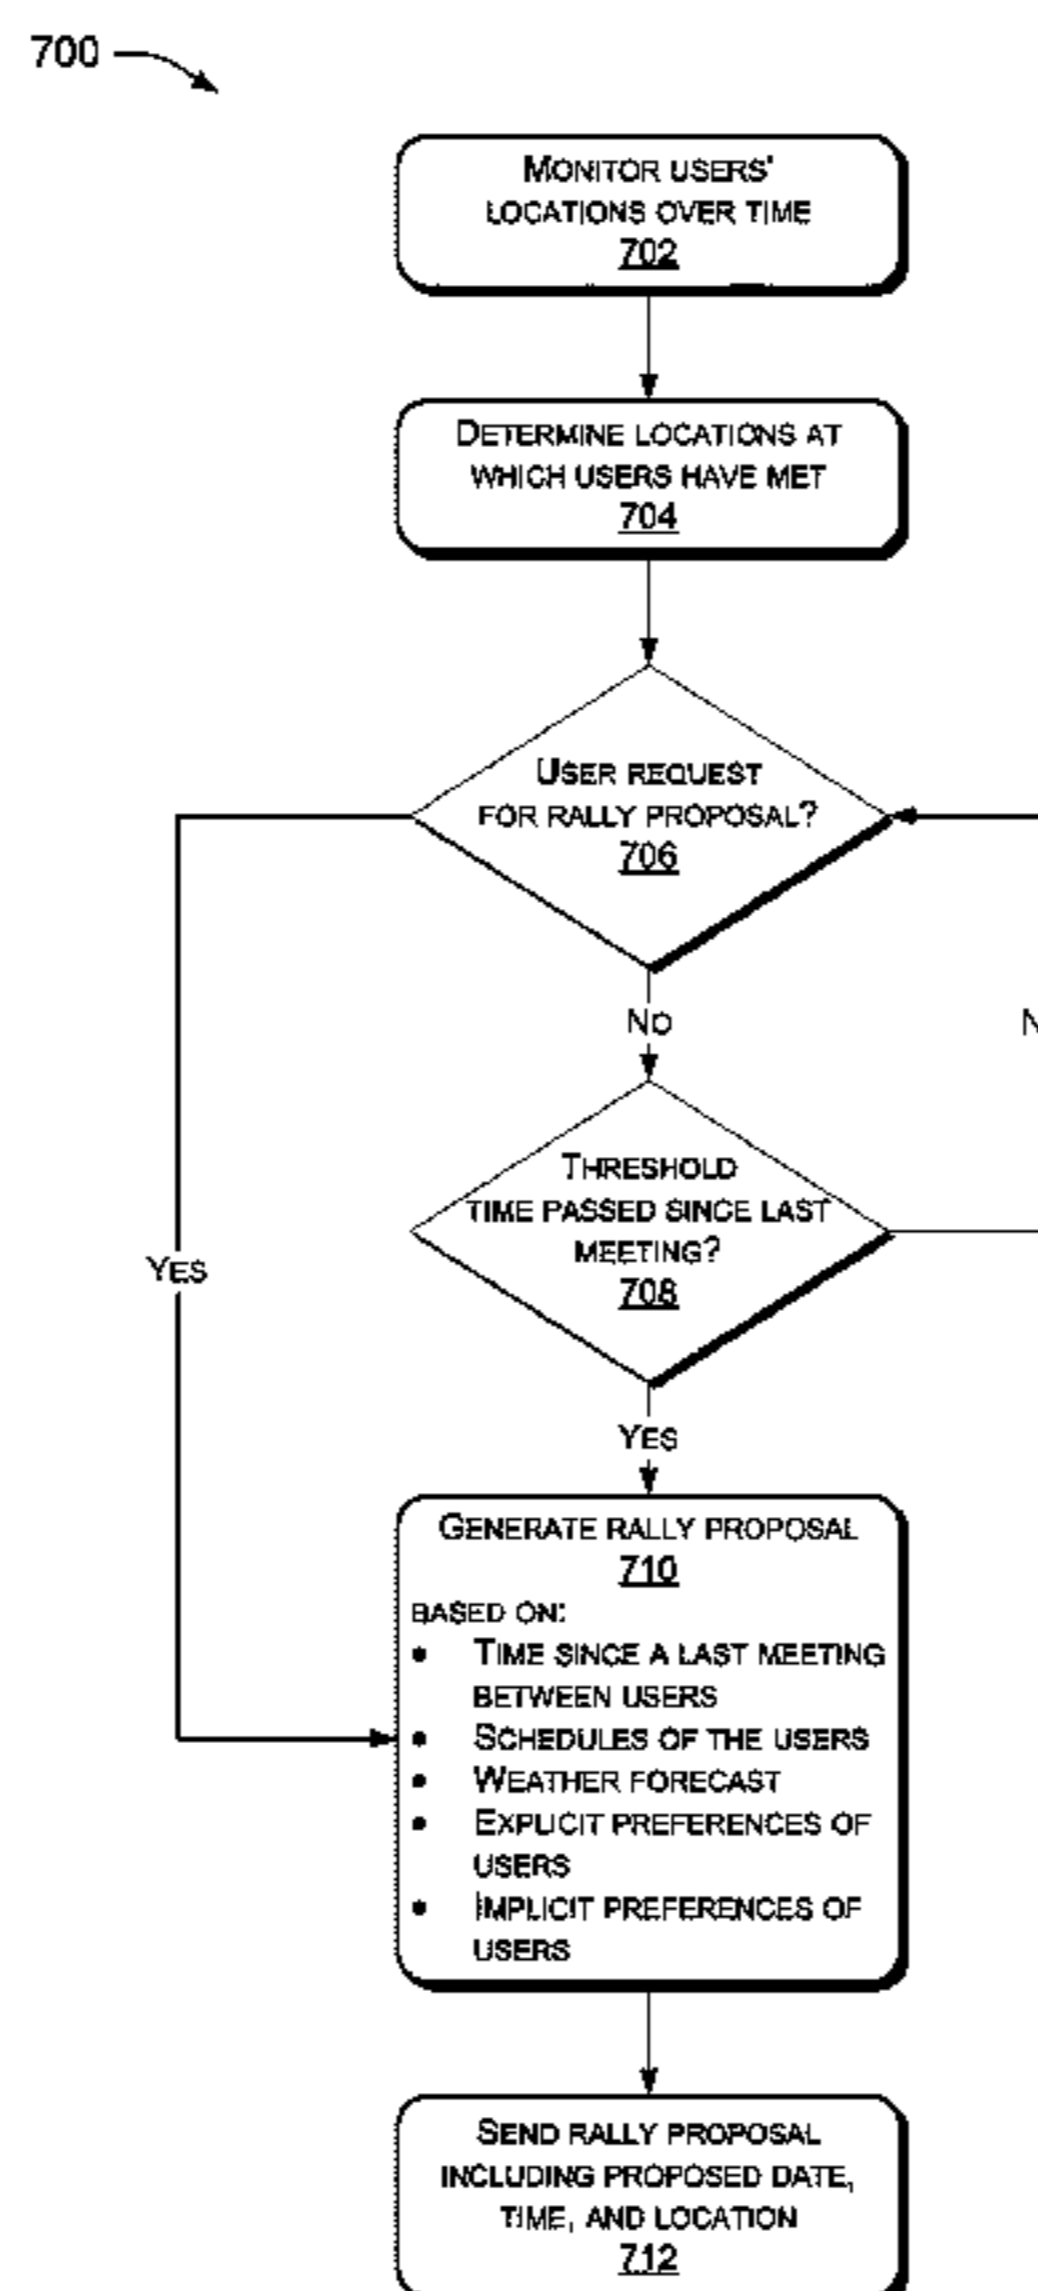 700
MONITOR USERS'
LOCATIONS OVER TIME
702
DETERMINE LOCATIONS AT
WHICH USERS HAVE MET
704
USER REQUEST
FOR RALLY PROPOSAL?
706
NO
THRESHOLD
TIME PASSED SINCE LAST
MEETING?
708
YES
YES
GENERATE RALLY PROPOSAL
710
BASED ON:
• TIME SINCE A LAST MEETING
BETWEEN USERS
• SCHEDULES OF THE USERS
• WEATHER FORECAST
• EXPLICIT PREFERENCES OF
USERS
• IMPLICIT PREFERENCES OF
USERS
SEND RALLY PROPOSAL
INCLUDING PROPOSED DATE,
TIME, AND LOCATION
712